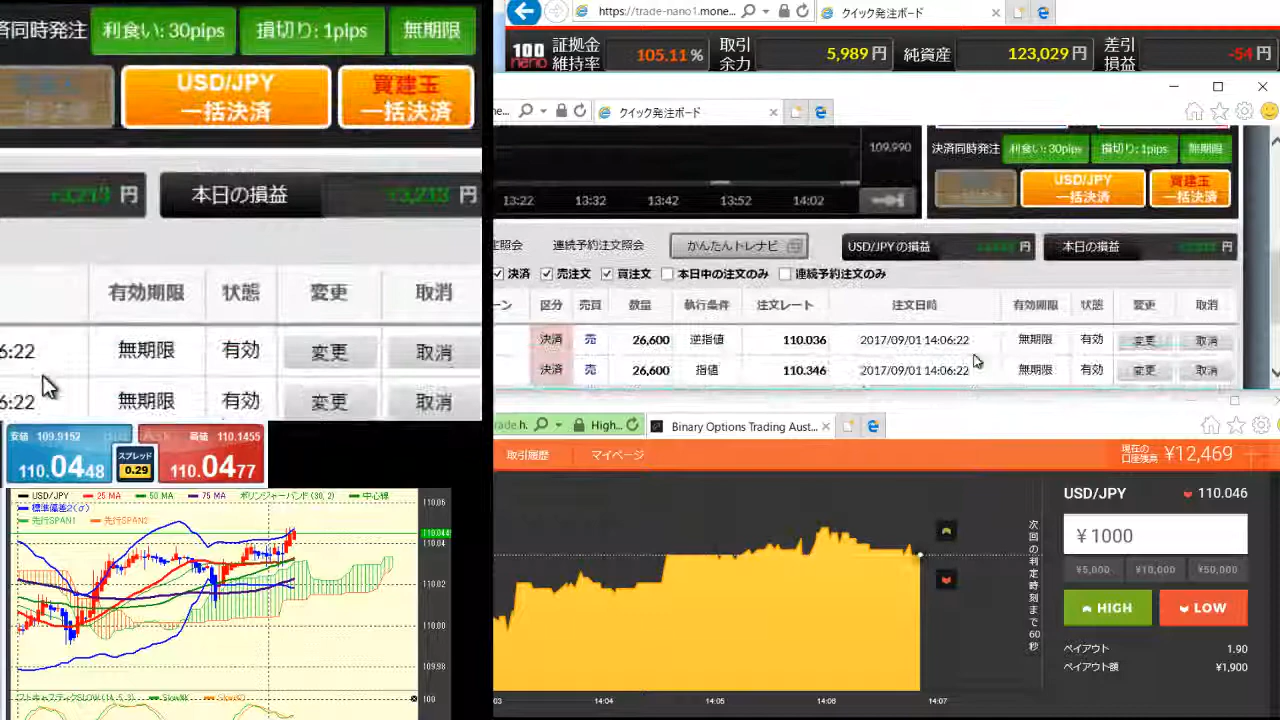 済同時発注 利食い: 30pips 損切り: 1pips 無期限
USD/JPY
一括決済
買建玉
一括決済
円 本日の損益 円
有効期限 状態 変更 取消
6:22 無期限 有効 変更 取消
6:22 無期限 有効 変更 取消
安値 109.9152 高値 110.1455
スプレッド
110.0448 0.29 110.0477
USD/JPY 25 MA 50 MA 75 MA ボリンジャーバンド(30, 2) 中心線
標準偏差2(σ)
先行SPAN1 先行SPAN2
110.06
110.044
110.04
110.02
110.00
109.98
100
https://trade-nano1.mone... クイック発注ボード
100
nano
証拠金
維持率
105.11 %
取引
余力
5,989 円
純資産
123,029 円
差引
損益
-54 円
ne... クイック発注ボード
109.990
13:22 13:32 13:42 13:52 14:02
決済同時発注 利食い: 30pips 損切り: 1pips 無期限
USD/JPY
一括決済
買建玉
一括決済
定照会 連続予約注文照会 かんたんトレナビ USD/JPYの損益 円 本日の損益 円
決済 売注文 買注文 本日中の注文のみ 連続予約注文のみ
ーン 区分 売買 数量 執行条件 注文レート 注文日時 有効期限 状態 変更 取消
決済 売 26,600 逆指値 110.036 2017/09/01 14:06:22 無期限 有効 変更 取消
決済 売 26,600 指値 110.346 2017/09/01 14:06:22 無期限 有効 変更 取消
rade.h. High... Binary Options Trading Aust...
取引履歴 マイページ
現在の
口座残高
¥12,469
USD/JPY 110.046
¥ 1000
¥5,000 ¥10,000 ¥50,000
HIGH LOW
ペイアウト 1.90
ペイアウト額 ¥1,900
次回の判定時刻まで60秒
:03 14:04 14:05 14:06 14:07